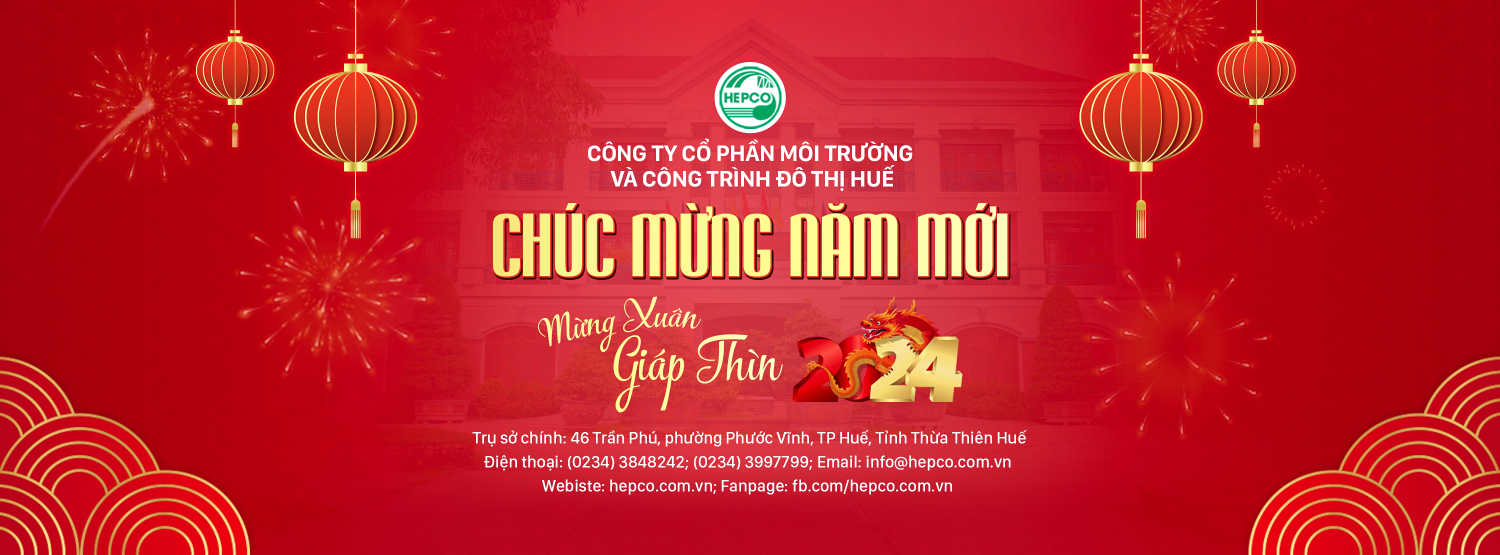 HEPCO
CÔNG TY CỔ PHẦN MÔI TRƯỜNG
VÀ CÔNG TRÌNH ĐÔ THỊ HUẾ
CHÚC MỪNG NĂM MỚI
Mừng Xuân
Giáp Thìn 2024
Trụ sở chính: 46 Trần Phú, phường Phước Vĩnh, TP Huế, Tỉnh Thừa Thiên Huế
Điện thoại: (0234) 3848242; (0234) 3997799; Email: info@hepco.com.vn
Webiste: hepco.com.vn; Fanpage: fb.com/hepco.com.vn